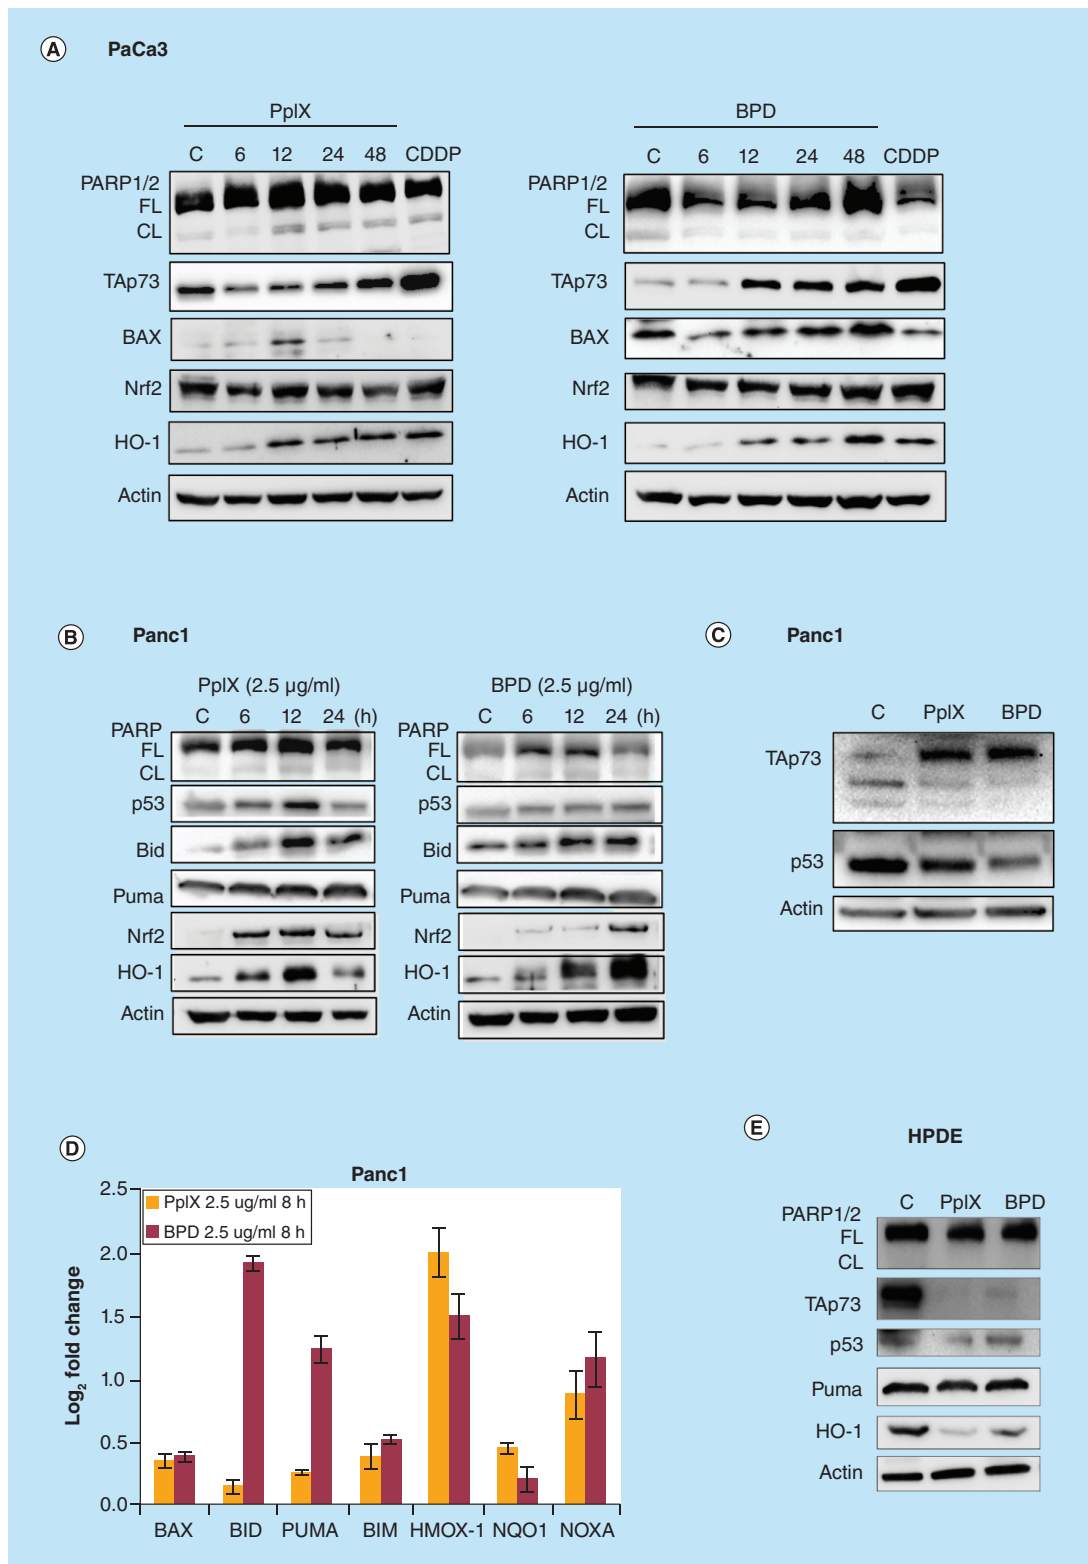 A PaCa3
PpIX
C 6 12 24 48 CDDP
PARP1/2
FL
CL
TAp73
BAX
Nrf2
HO-1
Actin
BPD
C 6 12 24 48 CDDP
PARP1/2
FL
CL
TAp73
BAX
Nrf2
HO-1
Actin
B Panc1
PpIX (2.5 µg/ml)
C 6 12 24 (h)
PARP
FL
CL
p53
Bid
Puma
Nrf2
HO-1
Actin
BPD (2.5 µg/ml)
C 6 12 24 (h)
PARP
FL
CL
p53
Bid
Puma
Nrf2
HO-1
Actin
C Panc1
C PpIX BPD
TAp73
p53
Actin
D
Panc1
PpIX 2.5 ug/ml 8 h
BPD 2.5 ug/ml 8 h
Log₂ fold change
2.5
2.0
1.5
1.0
0.5
0.0
BAX BID PUMA BIM HMOX-1 NQO1 NOXA
E HPDE
C PpIX BPD
PARP1/2
FL
CL
TAp73
p53
Puma
HO-1
Actin